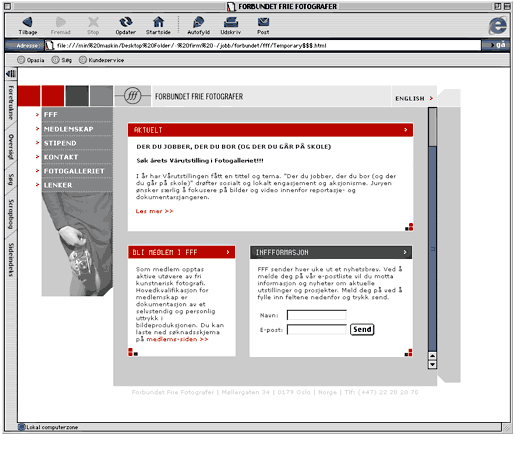 FORBUNDET FRIE FOTOGRAFER
Tilbage Fremad Stop Opdater Startside Autofyld Udskriv Post
Adresse: file:///min%20maskin/Desktop%20Folder/-%20firm%20-/jobb/forbundet/fff/Temporary$$$.html gå
Opasia Søg Kundeservice
Foretrukne
Oversigt
Søg
Scrapbog
Sideindeks
fff FORBUNDET FRIE FOTOGRAFER
ENGLISH >
> FFF
> MEDLEMSKAP
> STIPEND
> KONTAKT
> FOTOGALLERIET
> LENKER
AKTUELT >
DER DU JOBBER, DER DU BOR (OG DER DU GÅR PÅ SKOLE)
Søk årets Vårutstilling i Fotogalleriet!!!
I år har Vårutstillingen fått en tittel og tema. "Der du jobber, der du bor (og der
du går på skole)" drøfter sosialt og lokalt engasjement og aksjonisme. Juryen
ønsker særlig å fokusere på bilder og video innenfor reportasje- og
dokumentarsjangeren.
Les mer >>
BLI MEDLEM I FFF >
Som medlem opptas
aktive utøvere av fri
kunstnerisk fotografi.
Hovedkvalifikasjon for
medlemskap er
dokumentasjon av et
selvstendig og personlig
uttrykk i
bildeproduksjonen. Du kan
laste ned søknadsskjema
på medlems-siden >>
INFFFORMASJON >
FFF sender hver uke ut et nyhetsbrev. Ved å
melde deg på vår e-postliste vil du motta
informasjon og nyheter om aktuelle
utstillinger og prosjekter. Meld deg på ved å
fylle inn feltene nedenfor og trykk send.
Navn:
E-post: Send
Forbundet Frie Fotografer | Møllergaten 34 | 0179 Oslo | Norge | Tlf: (+47) 22 20 20 70
Lokal computerzone